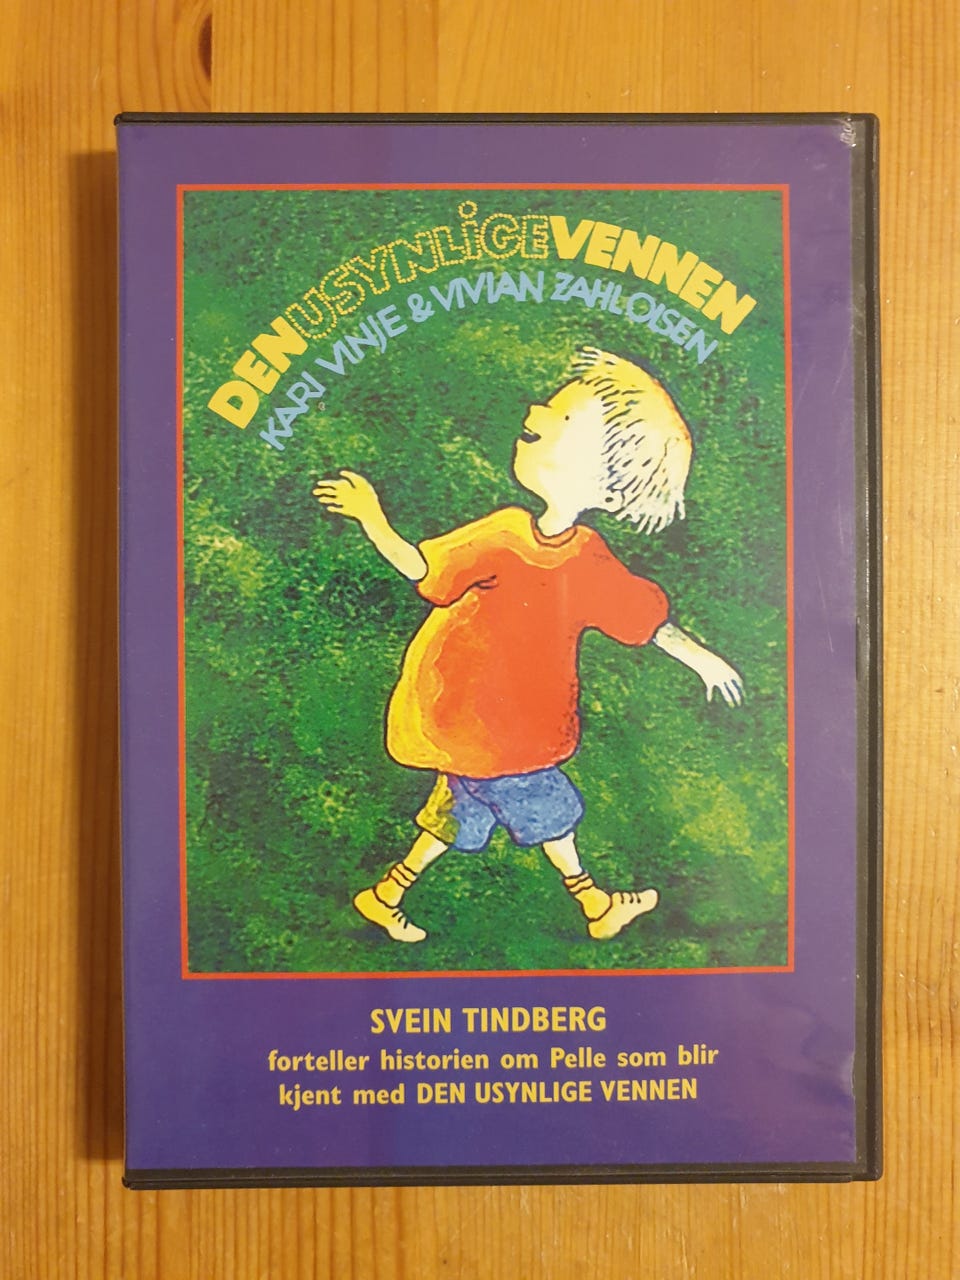 DEN USYNLiGE VENNEN
KARI VINJE & VIVIAN ZAHL OLSEN
SVEIN TINDBERG
forteller historien om Pelle som blir
kjent med DEN USYNLIGE VENNEN